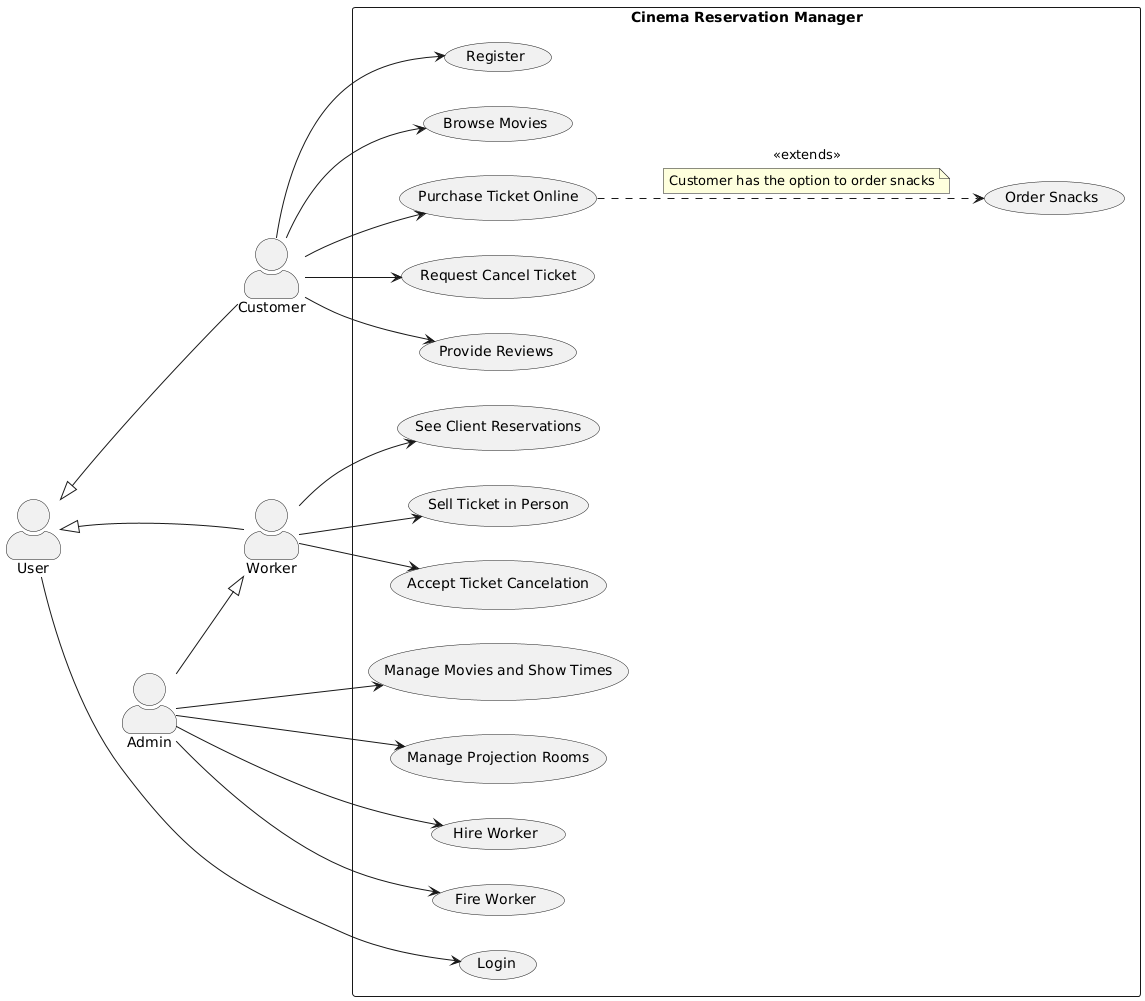 Cinema Reservation Manager
Register
Browse Movies
«extends»
Customer has the option to order snacks
Purchase Ticket Online
Order Snacks
Request Cancel Ticket
Customer
Provide Reviews
See Client Reservations
Sell Ticket in Person
User
Worker
Accept Ticket Cancelation
Manage Movies and Show Times
Admin
Manage Projection Rooms
Hire Worker
Fire Worker
Login